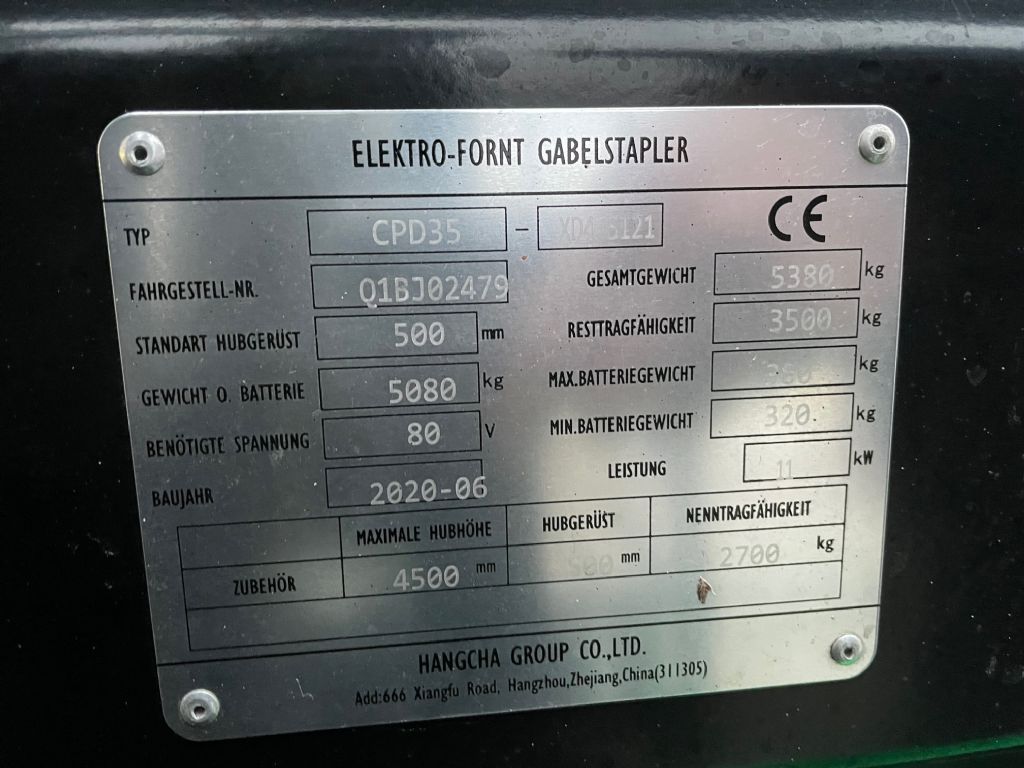 ELEKTRO-FORNT GABELSTAPLER
TYP CPD35 -
CE
FAHRGESTELL-NR. Q1BJ02479
GESAMTGEWICHT 5380 kg
STANDART HUBGERÜST 500 mm
RESTTRAGFÄHIGKEIT 3500 kg
GEWICHT O. BATTERIE 5080 kg
MAX.BATTERIEGEWICHT kg
BENÖTIGTE SPANNUNG 80 V
MIN.BATTERIEGEWICHT 320 kg
BAUJAHR 2020-06
LEISTUNG 11 kW
MAXIMALE HUBHÖHE HUBGERÜST NENNTRAGFÄHIGKEIT
ZUBEHÖR 4500 mm 500 mm 2700 kg
HANGCHA GROUP CO.,LTD.
Add:666 Xiangfu Road, Hangzhou,Zhejiang,China(311305)